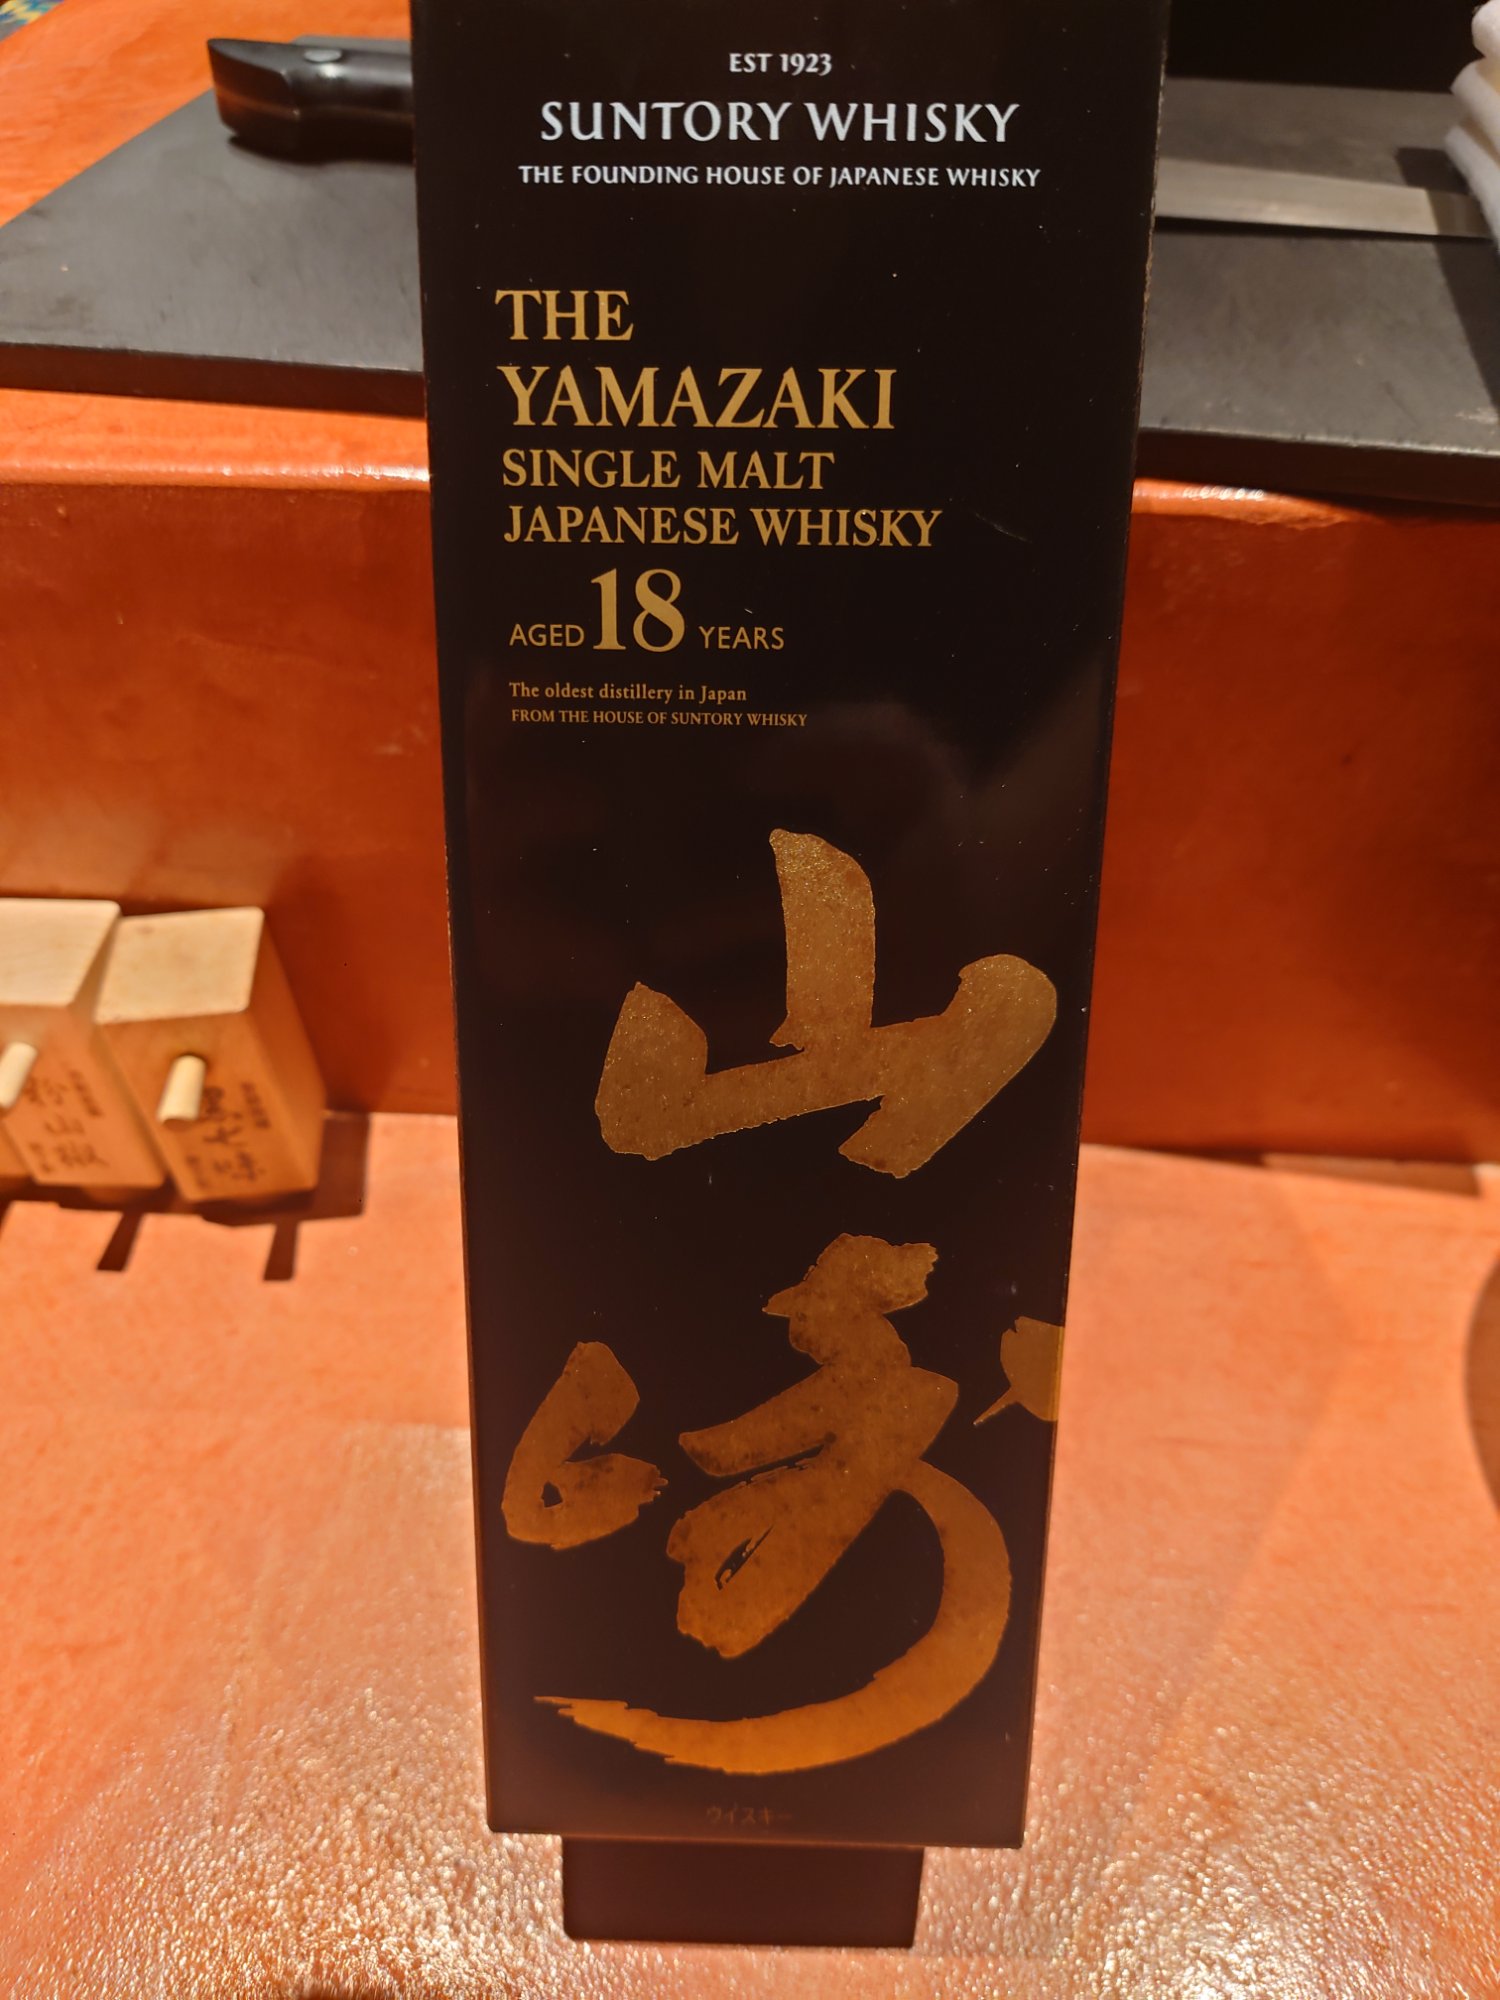 EST 1923
SUNTORY WHISKY
THE FOUNDING HOUSE OF JAPANESE WHISKY
THE
YAMAZAKI
SINGLE MALT
JAPANESE WHISKY
AGED 18 YEARS
The oldest distillery in Japan
FROM THE HOUSE OF SUNTORY WHISKY
山
崎
ウイスキー